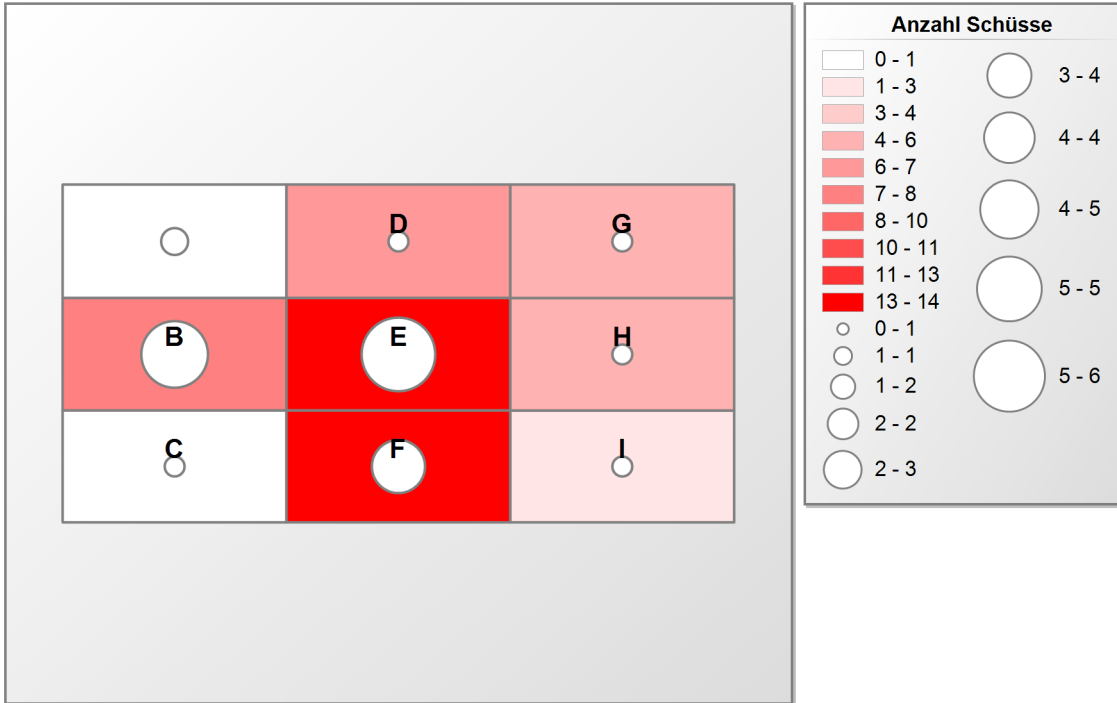 D
G
B
E
H
C
F
I
Anzahl Schüsse
0 - 1
1 - 3
3 - 4
4 - 6
6 - 7
7 - 8
8 - 10
10 - 11
11 - 13
13 - 14
0 - 1
1 - 1
1 - 2
2 - 2
2 - 3
3 - 4
4 - 4
4 - 5
5 - 5
5 - 6